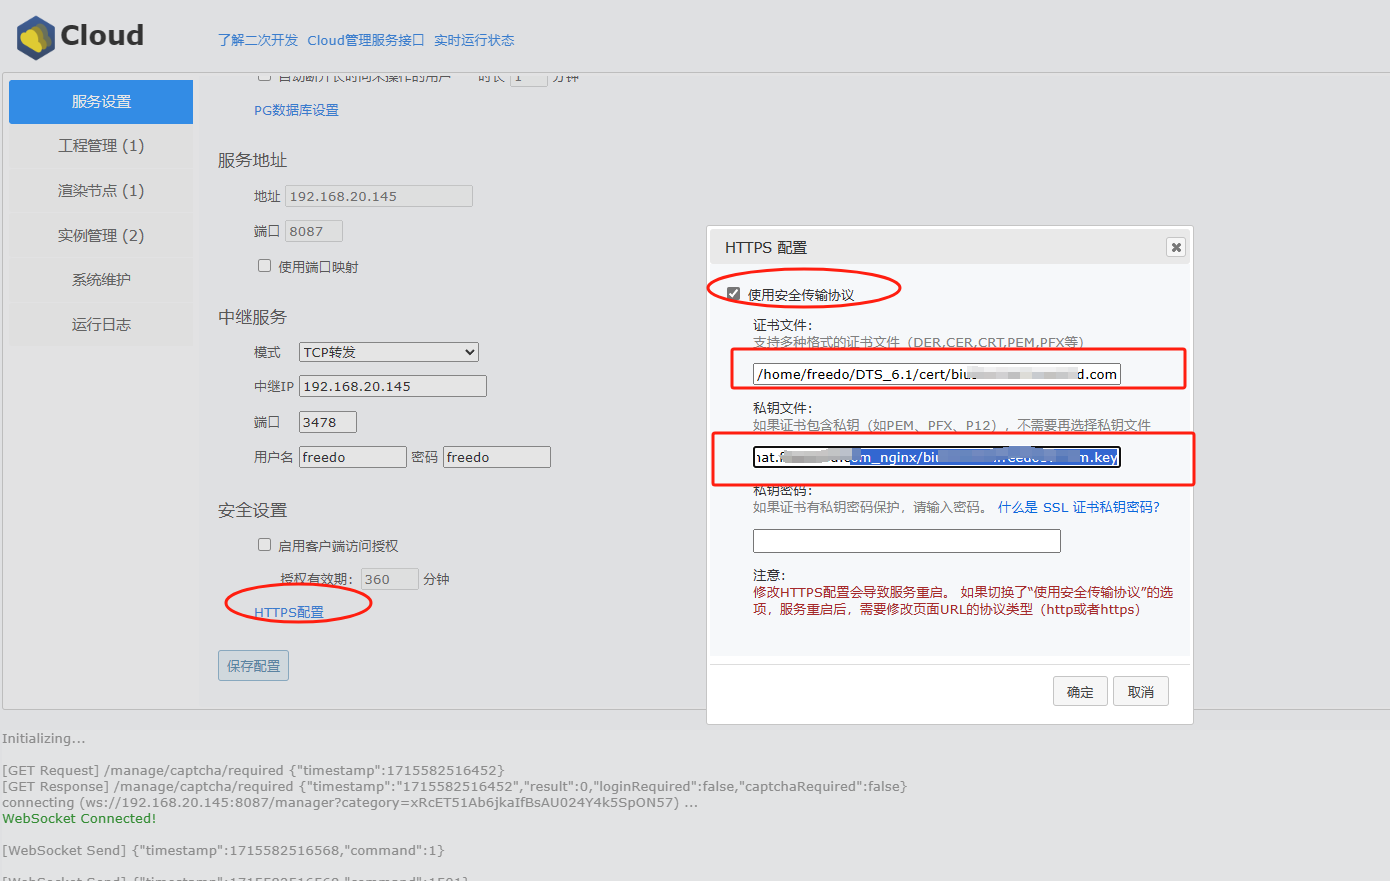 Cloud
了解二次开发 Cloud管理服务接口 实时运行状态
服务设置
工程管理 (1)
渲染节点 (1)
实例管理 (2)
系统维护
运行日志
自动断开长时间未操作的用户 时长 1 分钟
PG数据库设置
服务地址
地址 192.168.20.145
端口 8087
使用端口映射
中继服务
模式 TCP转发
中继IP 192.168.20.145
端口 3478
用户名 freedo 密码 freedo
安全设置
启用客户端访问授权
授权有效期: 360 分钟
HTTPS配置
保存配置
HTTPS 配置
使用安全传输协议
证书文件:
支持多种格式的证书文件（DER,CER,CRT,PEM,PFX等）
/home/freedo/DTS_6.1/cert/biu d.com
私钥文件:
如果证书包含私钥（如PEM、PFX、P12），不需要再选择私钥文件
om_nginx/biu m.key
私钥密码:
如果证书有私钥密码保护，请输入密码。 什么是 SSL 证书私钥密码?
注意:
修改HTTPS配置会导致服务重启。 如果切换了“使用安全传输协议”的选
项，服务重启后，需要修改页面URL的协议类型（http或者https）
确定 取消
Initializing...
[GET Request] /manage/captcha/required {"timestamp":1715582516452}
[GET Response] /manage/captcha/required {"timestamp":"1715582516452","result":0,"loginRequired":false,"captchaRequired":false}
connecting (ws://192.168.20.145:8087/manager?category=xRcET51Ab6jkaIfBsAU024Y4k5SpON57) ...
WebSocket Connected!
[WebSocket Send] {"timestamp":1715582516568,"command":1}